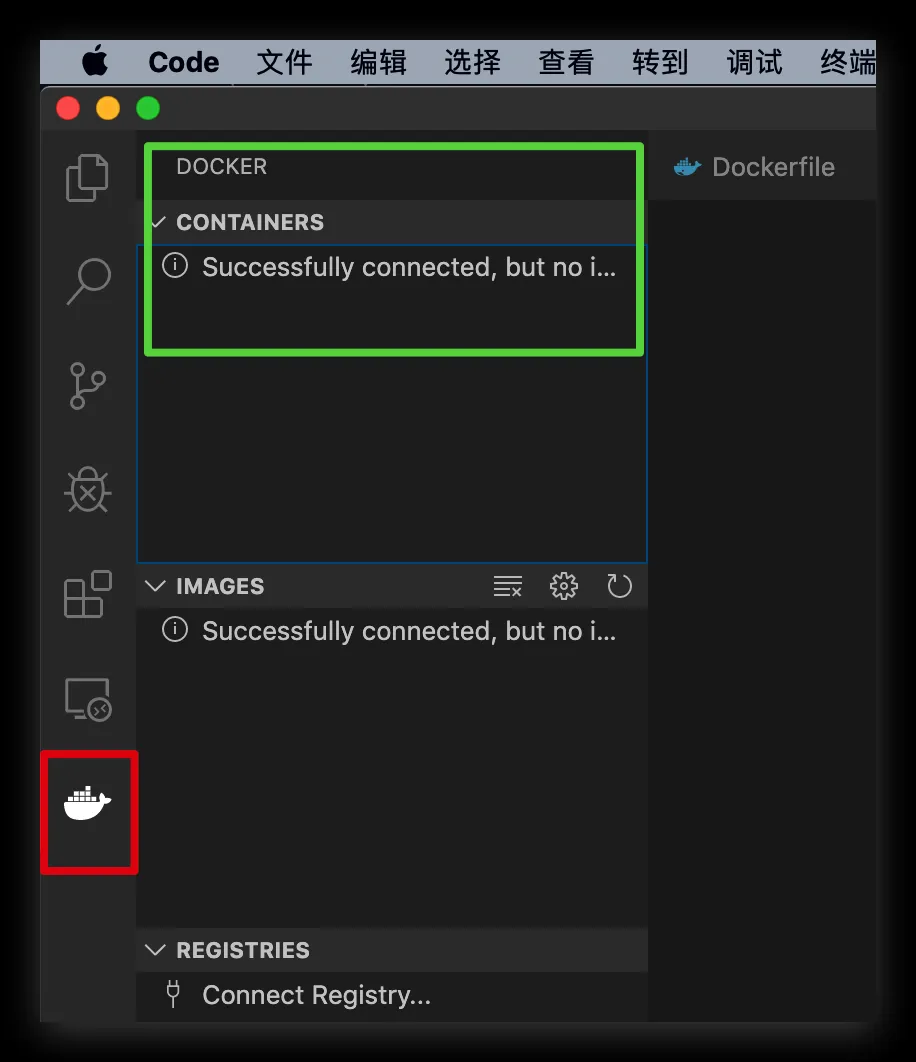 Code 文件 编辑 选择 查看 转到 调试 终端
DOCKER
Dockerfile
CONTAINERS
Successfully connected, but no i...
IMAGES
Successfully connected, but no i...
REGISTRIES
Connect Registry...